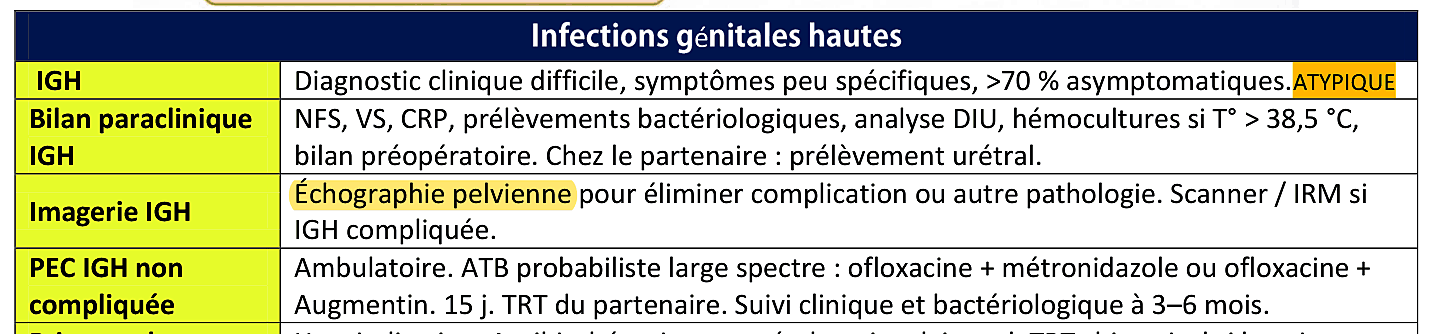 Infections génitales hautes
IGH
Diagnostic clinique difficile, symptômes peu spécifiques, >70 % asymptomatiques. ATYPIQUE
Bilan paraclinique
IGH
NFS, VS, CRP, prélèvements bactériologiques, analyse DIU, hémocultures si T° > 38,5 °C,
bilan préopératoire. Chez le partenaire : prélèvement urétral.
Imagerie IGH
Échographie pelvienne pour éliminer complication ou autre pathologie. Scanner / IRM si
IGH compliquée.
PEC IGH non
compliquée
Ambulatoire. ATB probabiliste large spectre : ofloxacine + métronidazole ou ofloxacine +
Augmentin. 15 j. TRT du partenaire. Suivi clinique et bactériologique à 3–6 mois.